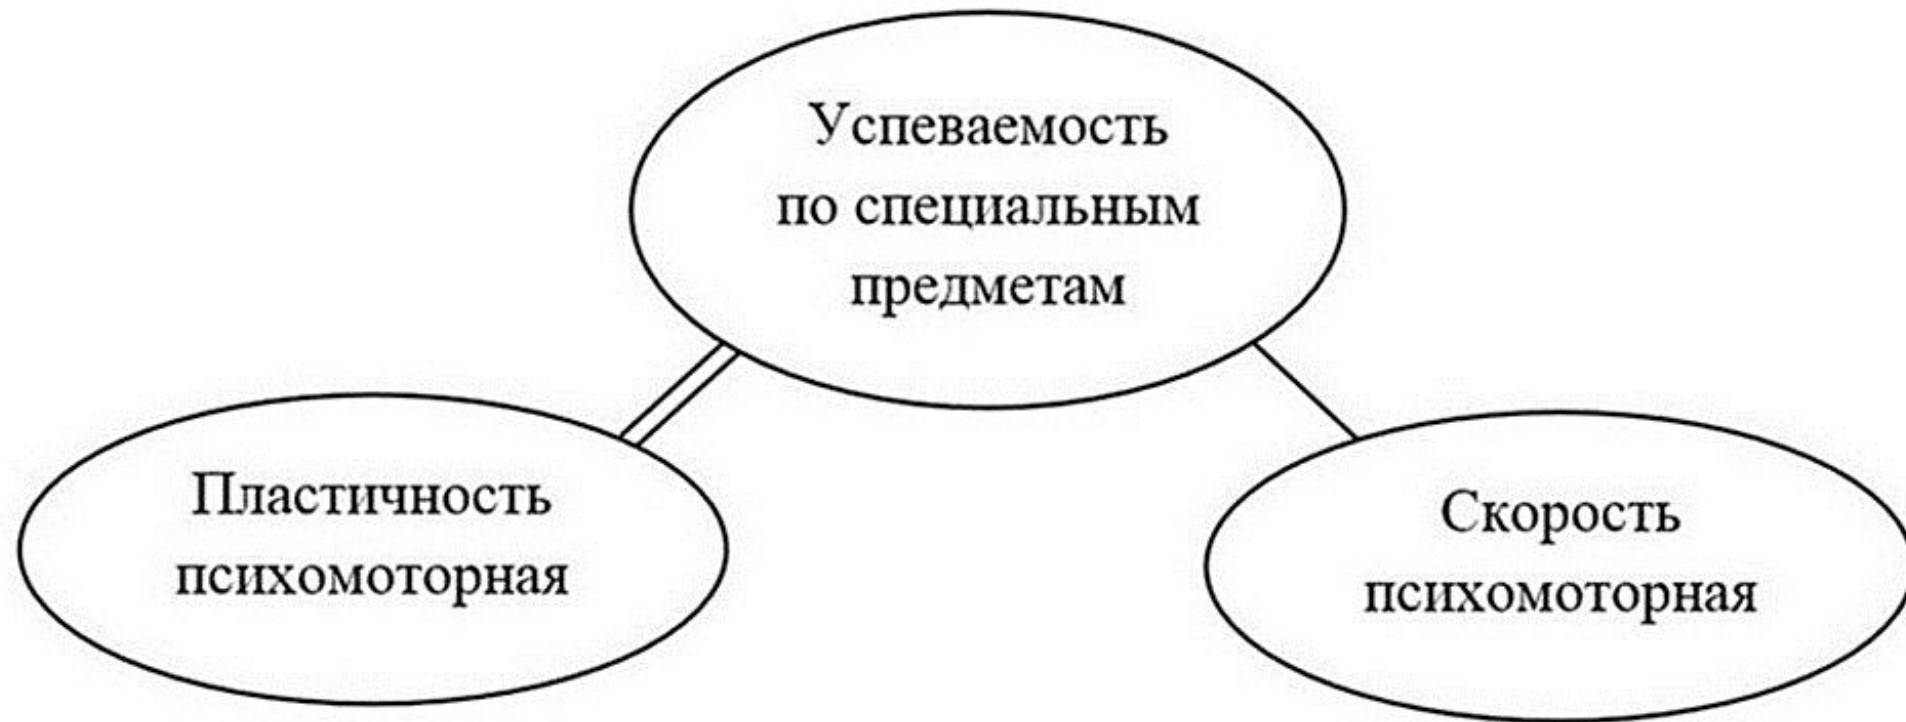 Успеваемость
по специальным
предметам
Пластичность
психомоторная
Скорость
психомоторная